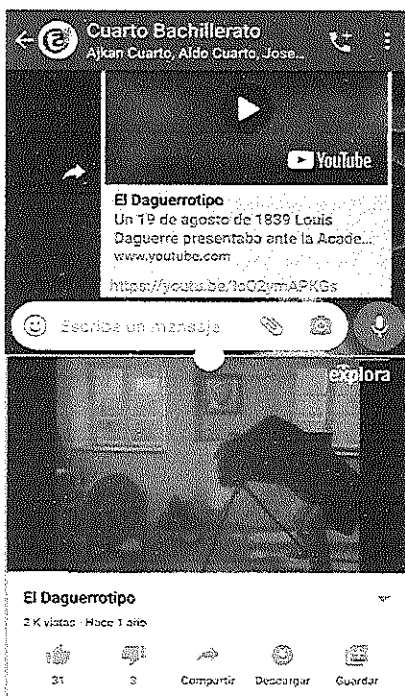 Cuarto Bachillerato
Ajkan Cuarto, Aldo Cuarto, Jose...
YouTube
El Daguerrotipo
Un 19 de agosto de 1839 Louis
Daguerre presentaba ante la Acade...
www.youtube.com
Escribe un mensaje
explora
El Daguerrotipo
2 K vistas · Hace 1 año
31
3
Compartir
Descargar
Guardar